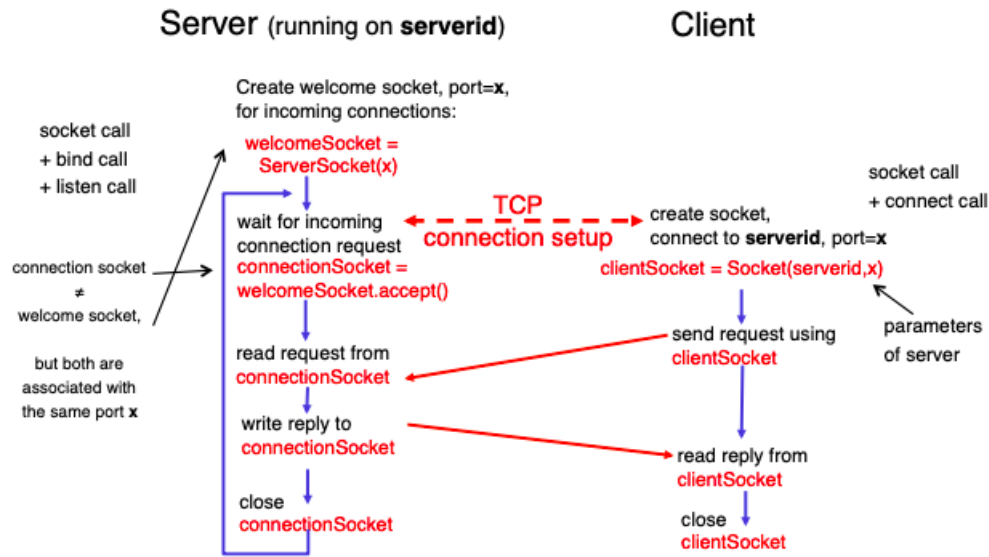 Server (running on serverid)
Client
Create welcome socket, port=x,
for incoming connections:
welcomeSocket =
ServerSocket(x)
socket call
+ bind call
+ listen call
wait for incoming
connection request
connectionSocket =
welcomeSocket.accept()
connection socket
≠
welcome socket,
but both are
associated with
the same port x
read request from
connectionSocket
write reply to
connectionSocket
close
connectionSocket
TCP
connection setup
socket call
+ connect call
create socket,
connect to serverid, port=x
clientSocket = Socket(serverid,x)
parameters
of server
send request using
clientSocket
read reply from
clientSocket
close
clientSocket